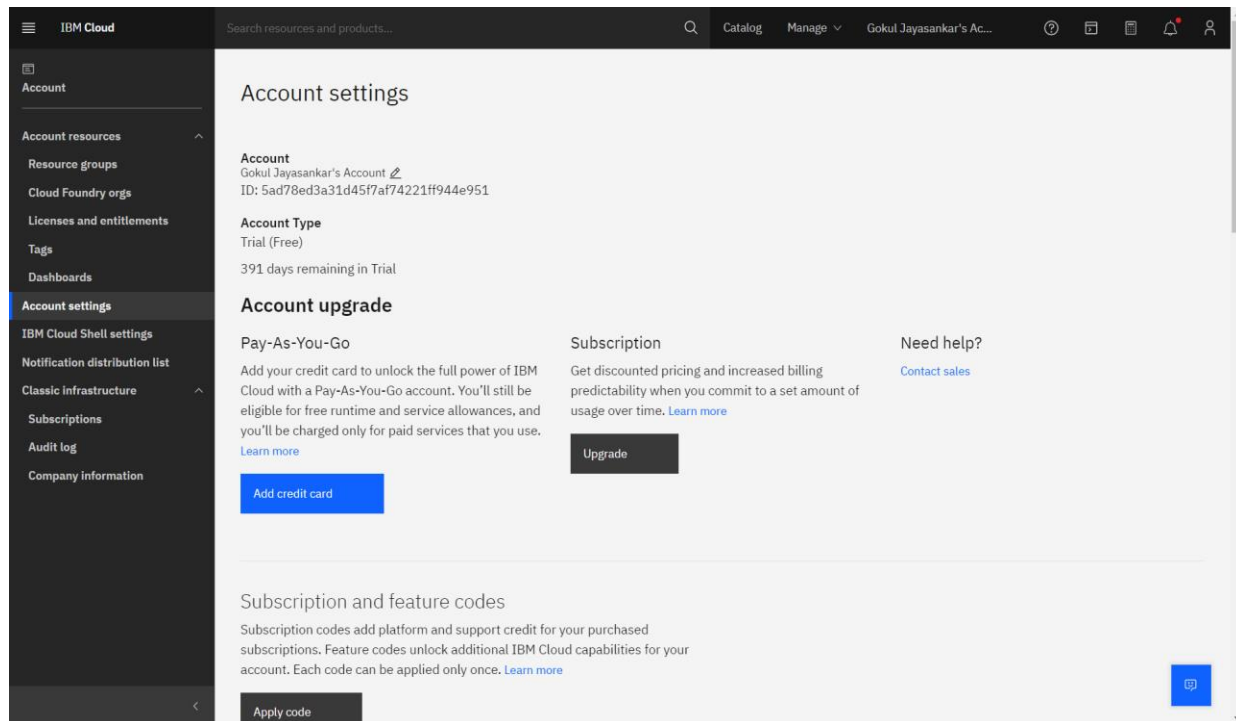 IBM Cloud
Search resources and products...
Catalog
Manage
Gokul Jayasankar's Ac...
Account
Account resources
Resource groups
Cloud Foundry orgs
Licenses and entitlements
Tags
Dashboards
Account settings
IBM Cloud Shell settings
Notification distribution list
Classic infrastructure
Subscriptions
Audit log
Company information
Account settings
Account
Gokul Jayasankar's Account
ID: 5ad78ed3a31d45f7af74221ff944e951
Account Type
Trial (Free)
391 days remaining in Trial
Account upgrade
Pay-As-You-Go
Add your credit card to unlock the full power of IBM
Cloud with a Pay-As-You-Go account. You'll still be
eligible for free runtime and service allowances, and
you'll be charged only for paid services that you use.
Learn more
Add credit card
Subscription
Get discounted pricing and increased billing
predictability when you commit to a set amount of
usage over time. Learn more
Upgrade
Need help?
Contact sales
Subscription and feature codes
Subscription codes add platform and support credit for your purchased
subscriptions. Feature codes unlock additional IBM Cloud capabilities for your
account. Each code can be applied only once. Learn more
Apply code